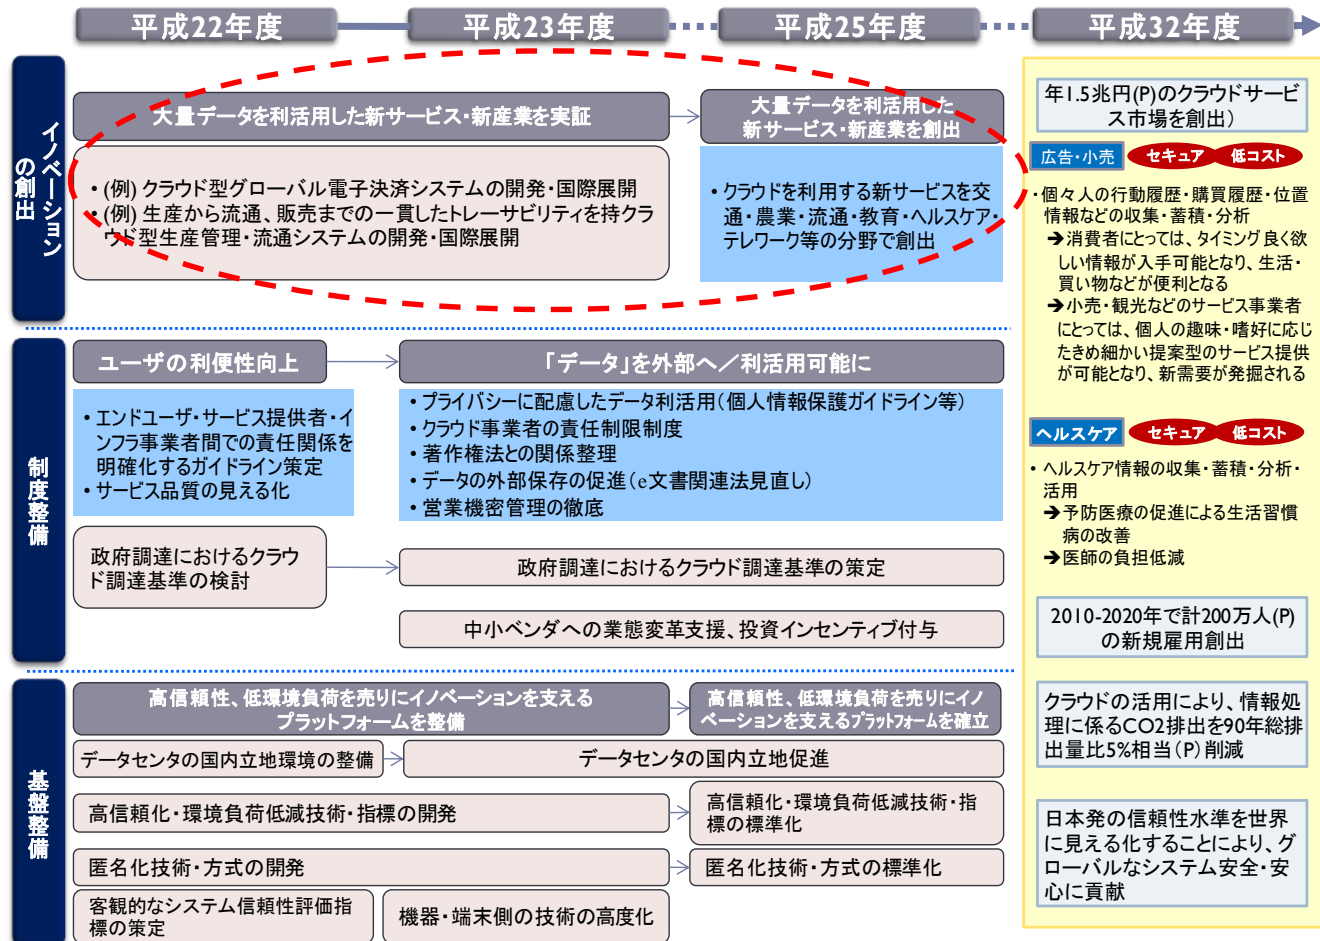 平成22年度
平成23年度
平成25年度
平成32年度
イノベーション
の創出
大量データを利活用した新サービス・新産業を実証
大量データを利活用した
新サービス・新産業を創出
• (例) クラウド型グローバル電子決済システムの開発・国際展開
• (例) 生産から流通、販売までの一貫したトレーサビリティを持クラ
ウド型生産管理・流通システムの開発・国際展開
• クラウドを利用する新サービスを交
通・農業・流通・教育・ヘルスケア・
テレワーク等の分野で創出
制度整備
ユーザの利便性向上
「データ」を外部へ／利活用可能に
• エンドユーザ・サービス提供者・イ
ンフラ事業者間での責任関係を
明確化するガイドライン策定
• サービス品質の見える化
• プライバシーに配慮したデータ利活用(個人情報保護ガイドライン等)
• クラウド事業者の責任制限制度
• 著作権法との関係整理
• データの外部保存の促進(e文書関連法見直し)
• 営業機密管理の徹底
政府調達におけるクラウ
ド調達基準の検討
政府調達におけるクラウド調達基準の策定
中小ベンダへの業態変革支援、投資インセンティブ付与
基盤整備
高信頼性、低環境負荷を売りにイノベーションを支える
プラットフォームを整備
高信頼性、低環境負荷を売りにイノ
ベーションを支えるプラットフォームを確立
データセンタの国内立地環境の整備
データセンタの国内立地促進
高信頼化・環境負荷低減技術・指標の開発
高信頼化・環境負荷低減技術・指
標の標準化
匿名化技術・方式の開発
匿名化技術・方式の標準化
客観的なシステム信頼性評価指
標の策定
機器・端末側の技術の高度化
年1.5兆円(P)のクラウドサービ
ス市場を創出)
広告・小売 セキュア 低コスト
・個々人の行動履歴・購買履歴・位置
情報などの収集・蓄積・分析
➔消費者にとっては、タイミング良く欲
しい情報が入手可能となり、生活・
買い物などが便利となる
➔小売・観光などのサービス事業者
にとっては、個人の趣味・嗜好に応じ
たきめ細かい提案型のサービス提供
が可能となり、新需要が発掘される
ヘルスケア セキュア 低コスト
• ヘルスケア情報の収集・蓄積・分析・
活用
➔予防医療の促進による生活習慣
病の改善
➔医師の負担低減
2010-2020年で計200万人(P)
の新規雇用創出
クラウドの活用により、情報処
理に係るCO2排出を90年総排
出量比5%相当(P)削減
日本発の信頼性水準を世界
に見える化することにより、グ
ローバルなシステム安全・安
心に貢献